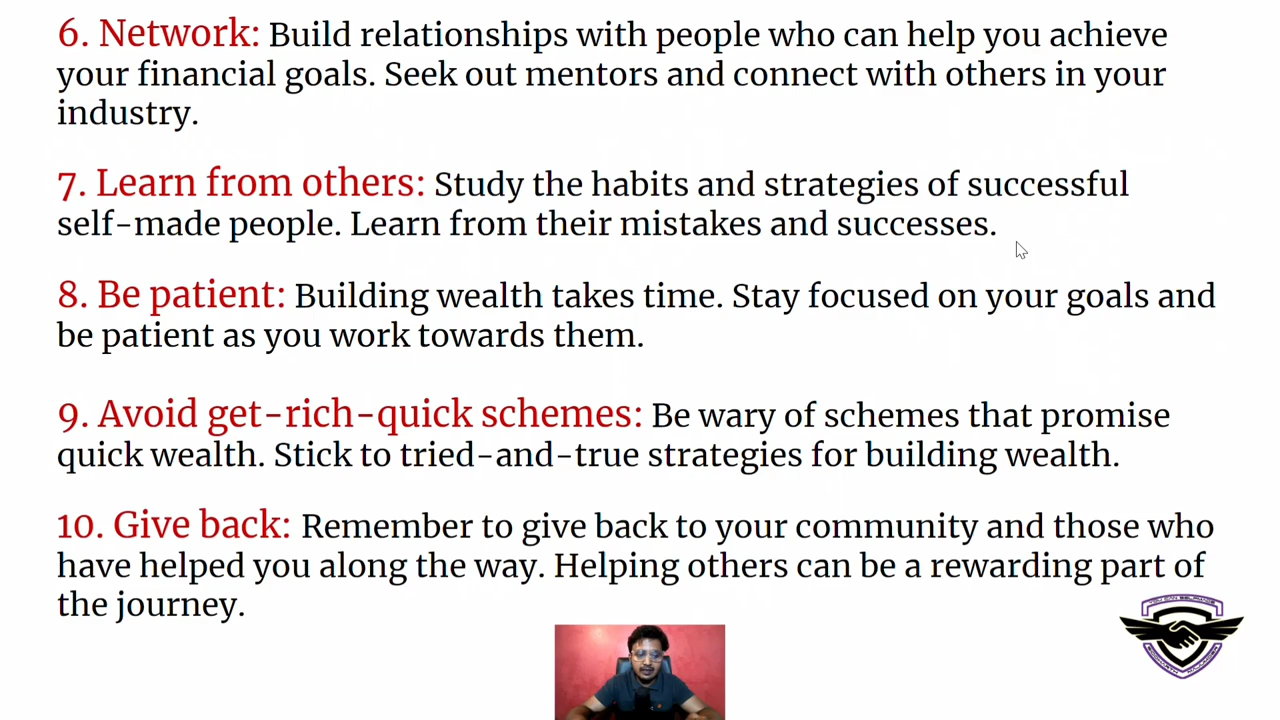 6. Network: Build relationships with people who can help you achieve
your financial goals. Seek out mentors and connect with others in your
industry.
7. Learn from others: Study the habits and strategies of successful
self-made people. Learn from their mistakes and successes.
8. Be patient: Building wealth takes time. Stay focused on your goals and
be patient as you work towards them.
9. Avoid get-rich-quick schemes: Be wary of schemes that promise
quick wealth. Stick to tried-and-true strategies for building wealth.
10. Give back: Remember to give back to your community and those who
have helped you along the way. Helping others can be a rewarding part of
the journey.